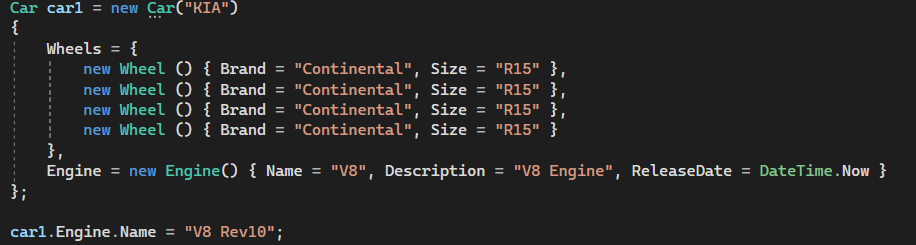 Car car1 = new Car("KIA")
{
    Wheels = {
        new Wheel () { Brand = "Continental", Size = "R15" },
        new Wheel () { Brand = "Continental", Size = "R15" },
        new Wheel () { Brand = "Continental", Size = "R15" },
        new Wheel () { Brand = "Continental", Size = "R15" }
    },
    Engine = new Engine() { Name = "V8", Description = "V8 Engine", ReleaseDate = DateTime.Now }
};
car1.Engine.Name = "V8 Rev10";